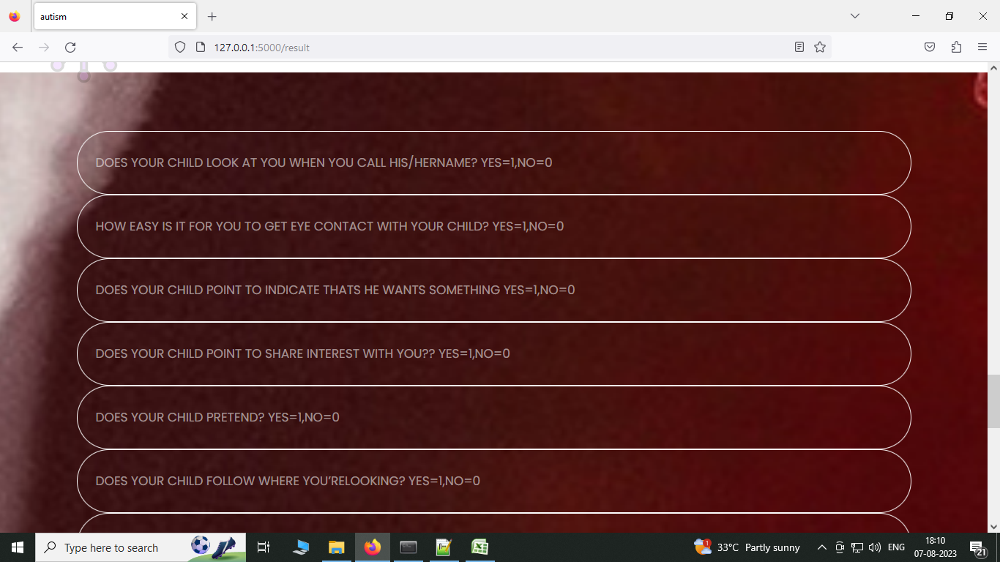 autism
127.0.0.1:5000/result
DOES YOUR CHILD LOOK AT YOU WHEN YOU CALL HIS/HERNAME? YES=1,NO=0
HOW EASY IS IT FOR YOU TO GET EYE CONTACT WITH YOUR CHILD? YES=1,NO=0
DOES YOUR CHILD POINT TO INDICATE THATS HE WANTS SOMETHING YES=1,NO=0
DOES YOUR CHILD POINT TO SHARE INTEREST WITH YOU?? YES=1,NO=0
DOES YOUR CHILD PRETEND? YES=1,NO=0
DOES YOUR CHILD FOLLOW WHERE YOU’RELOOKING? YES=1,NO=0
Type here to search
1
33°C Partly sunny
ENG
18:10
07-08-2023
21